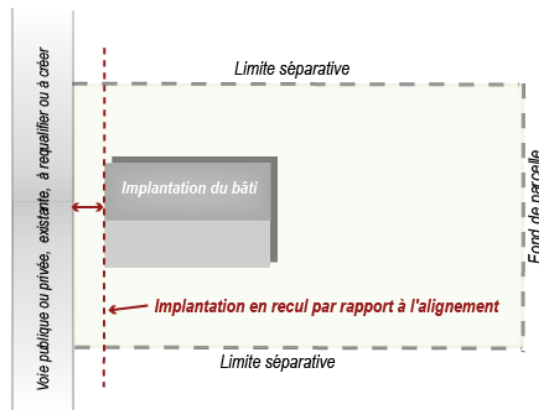 Limite séparative
Voie publique ou privée, existante, à requalifier ou à créer
Implantation du bâti
Fond de parcelle
Implantation en recul par rapport à l'alignement
Limite séparative